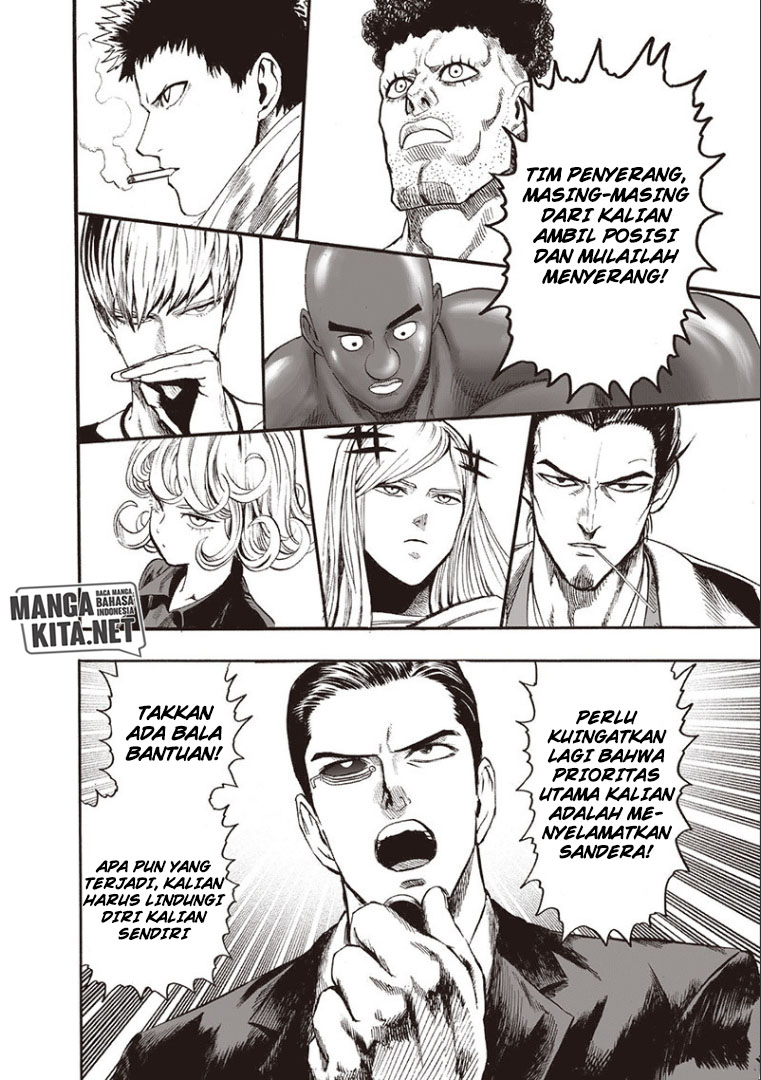 TIM PENYERANG,
MASING-MASING
DARI KALIAN
AMBIL POSISI
DAN MULAILAH
MENYERANG!
MANGA
KITA.NET
BACA MANGA
BAHASA
INDONESIA
PERLU
KUINGATKAN
LAGI BAHWA
PRIORITAS
UTAMA KALIAN
ADALAH ME-
NYELAMATKAN
SANDERA!
TAKKAN
ADA BALA
BANTUAN!
APA PUN YANG
TERJADI, KALIAN
HARUS LINDUNGI
DIRI KALIAN
SENDIRI